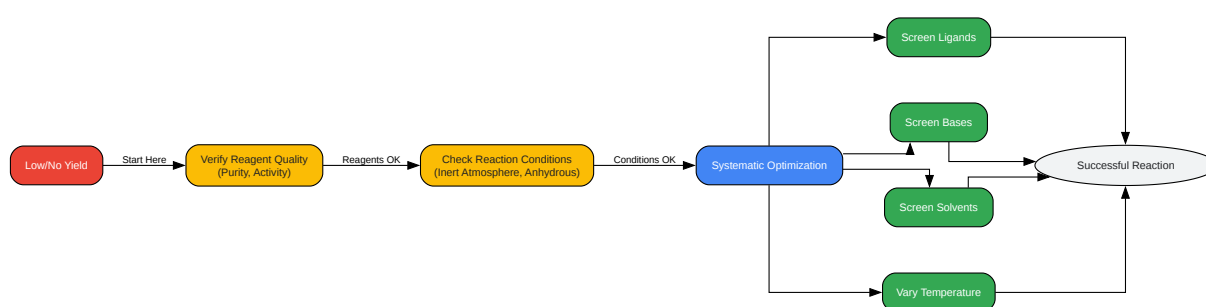 Low/No Yield
Start Here
Verify Reagent Quality
(Purity, Activity)
Reagents OK
Check Reaction Conditions
(Inert Atmosphere, Anhydrous)
Conditions OK
Systematic Optimization
Screen Ligands
Screen Bases
Screen Solvents
Vary Temperature
Successful Reaction